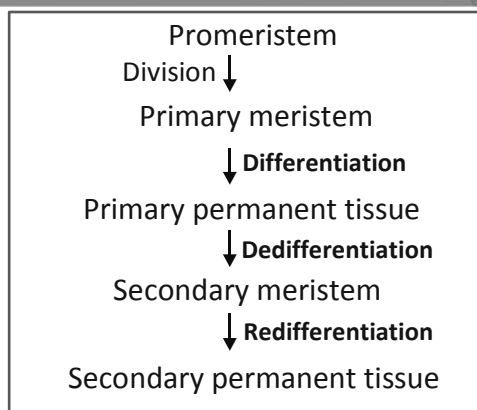 Promeristem
Division
Primary meristem
Differentiation
Primary permanent tissue
Dedifferentiation
Secondary meristem
Redifferentiation
Secondary permanent tissue